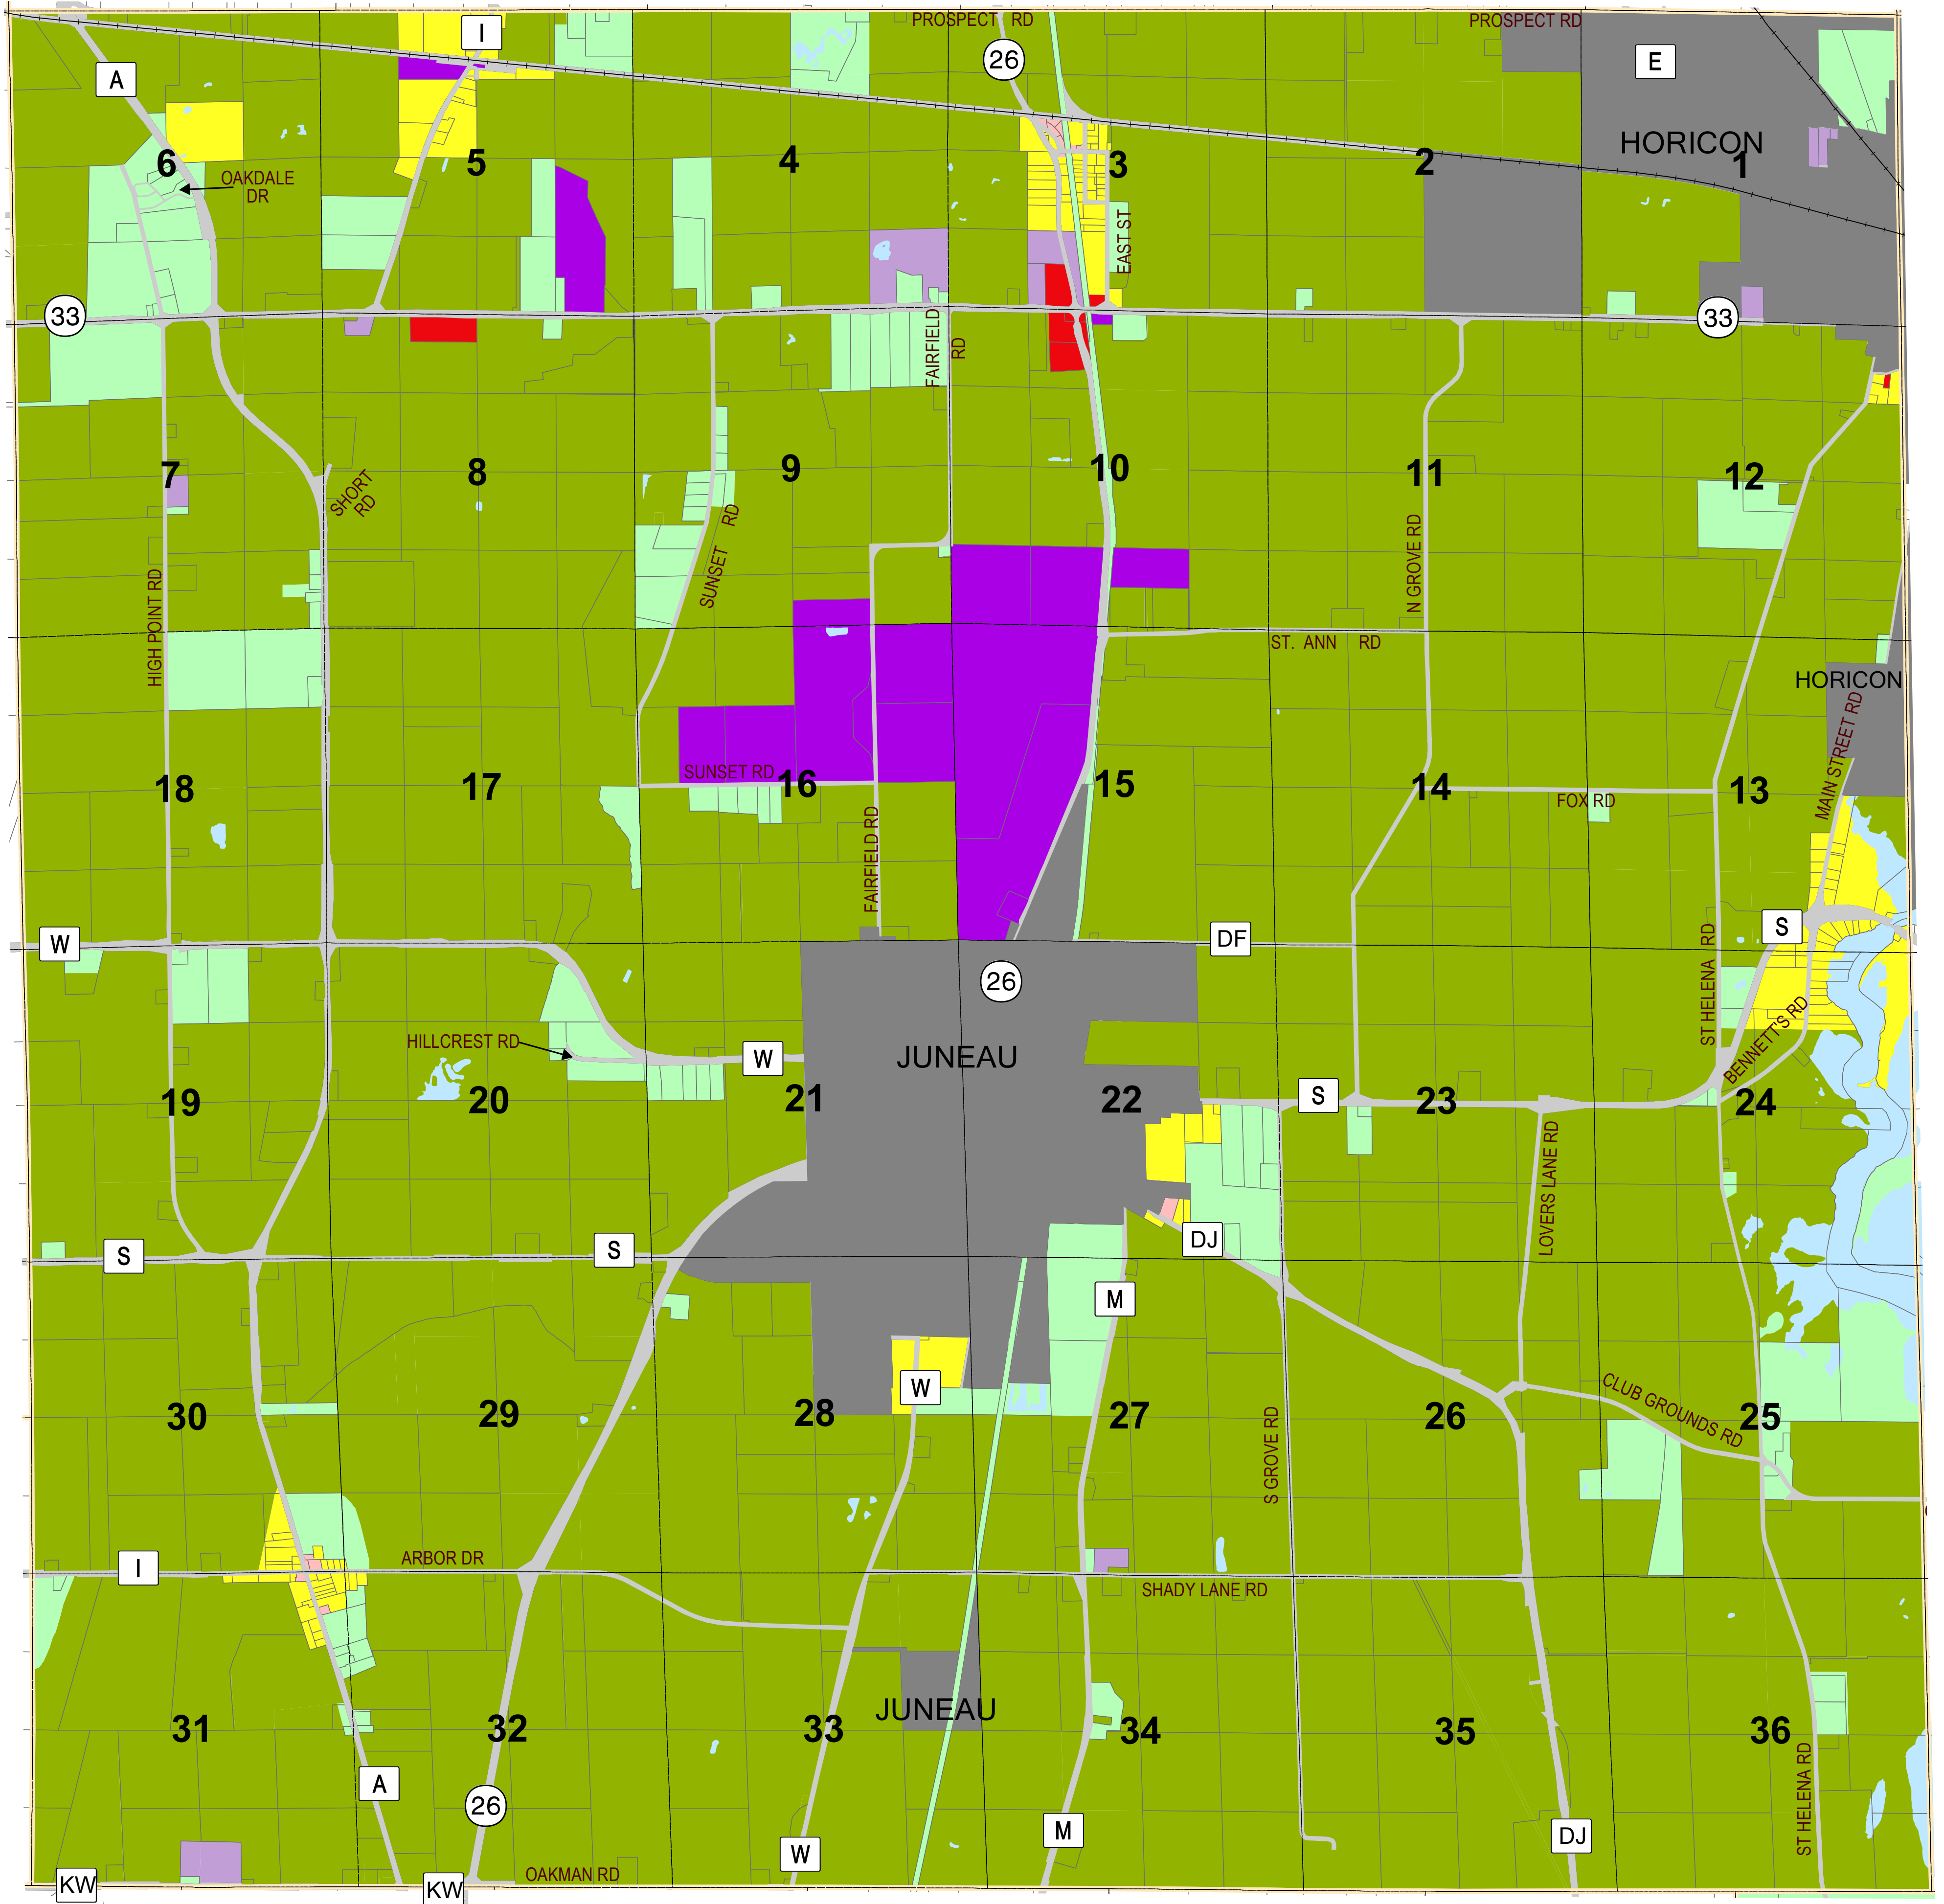 PROSPECT RD
PROSPECT RD
I
26
E
A
HORICON
6
5
4
3
2
1
OAKDALE
DR
EAST ST
33
33
FAIRFIELD
RD
7
8
9
10
11
12
SHORT
RD
SUNSET RD
N GROVE RD
HIGH POINT RD
ST. ANN RD
HORICON
MAIN STREET RD
SUNSET RD
18
17
16
15
14
13
FOX RD
FAIRFIELD RD
W
DF
S
ST HELENA RD
26
BENNETT'S RD
HILLCREST RD
W
JUNEAU
19
20
21
22
S
23
24
LOVERS LANE RD
S
S
DJ
M
W
CLUB GROUNDS RD
30
29
28
27
26
25
S GROVE RD
I
ARBOR DR
SHADY LANE RD
JUNEAU
31
32
33
34
35
36
A
26
ST HELENA RD
W
M
DJ
KW
KW
OAKMAN RD